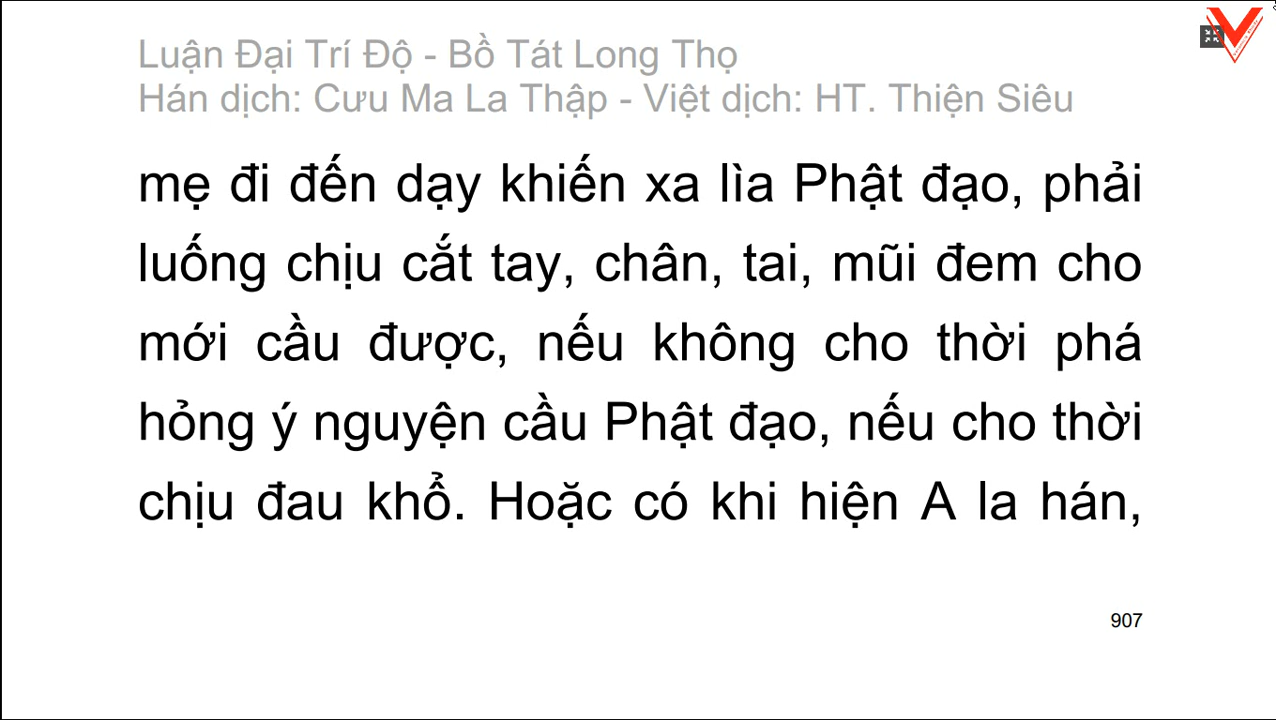 Luận Đại Trí Độ - Bồ Tát Long Thọ
Hán dịch: Cưu Ma La Thập - Việt dịch: HT. Thiện Siêu
mẹ đi đến dạy khiến xa lìa Phật đạo, phải
luống chịu cắt tay, chân, tai, mũi đem cho
mới cầu được, nếu không cho thời phá
hỏng ý nguyện cầu Phật đạo, nếu cho thời
chịu đau khổ. Hoặc có khi hiện A la hán,
907